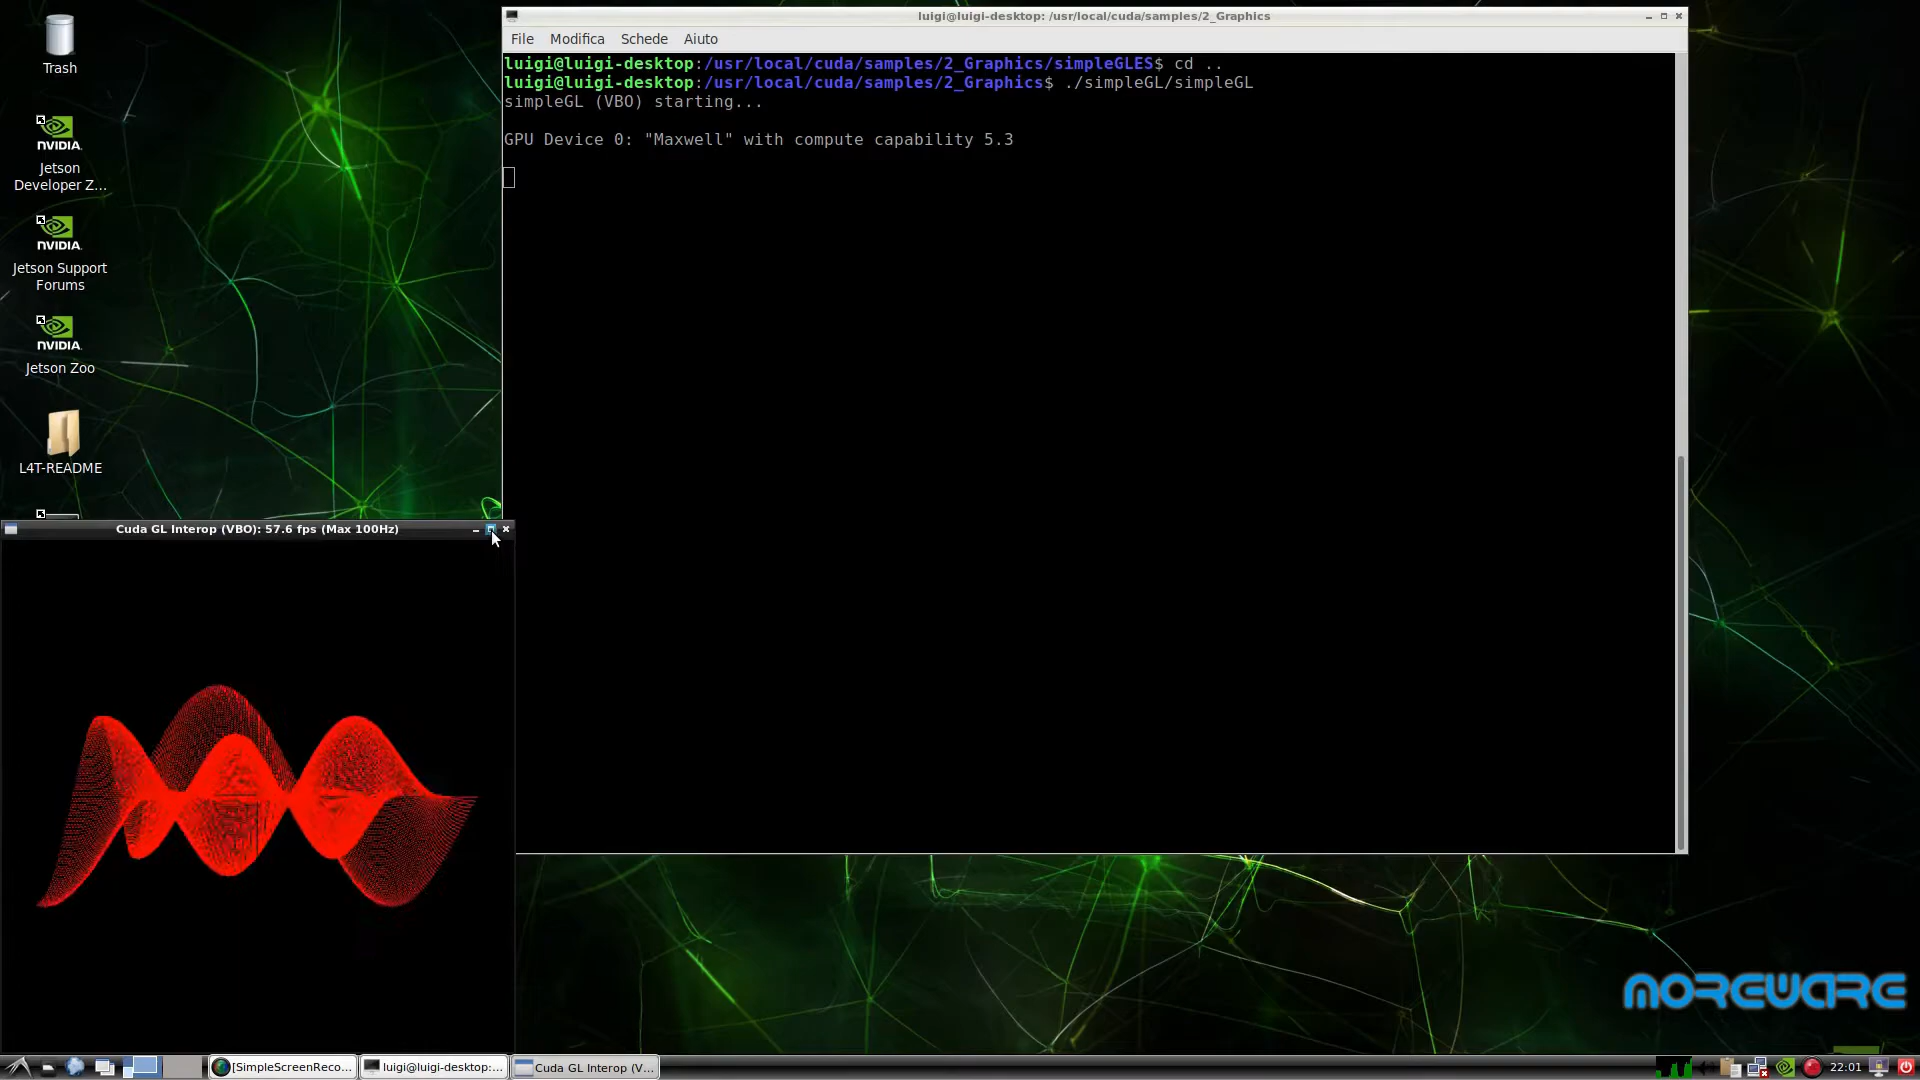 Trash
NVIDIA.
Jetson
Developer Z...
NVIDIA.
Jetson Support
Forums
NVIDIA.
Jetson Zoo
L4T-README
luigi@luigi-desktop: /usr/local/cuda/samples/2_Graphics
File Modifica Schede Aiuto
luigi@luigi-desktop:/usr/local/cuda/samples/2_Graphics/simpleGLES$ cd ..
luigi@luigi-desktop:/usr/local/cuda/samples/2_Graphics$ ./simpleGL/simpleGL
simpleGL (VBO) starting...
GPU Device 0: "Maxwell" with compute capability 5.3
Cuda GL Interop (VBO): 57.6 fps (Max 100Hz)
MOREWARE
[SimpleScreenReco...
luigi@luigi-desktop:...
Cuda GL Interop (V...
22:01